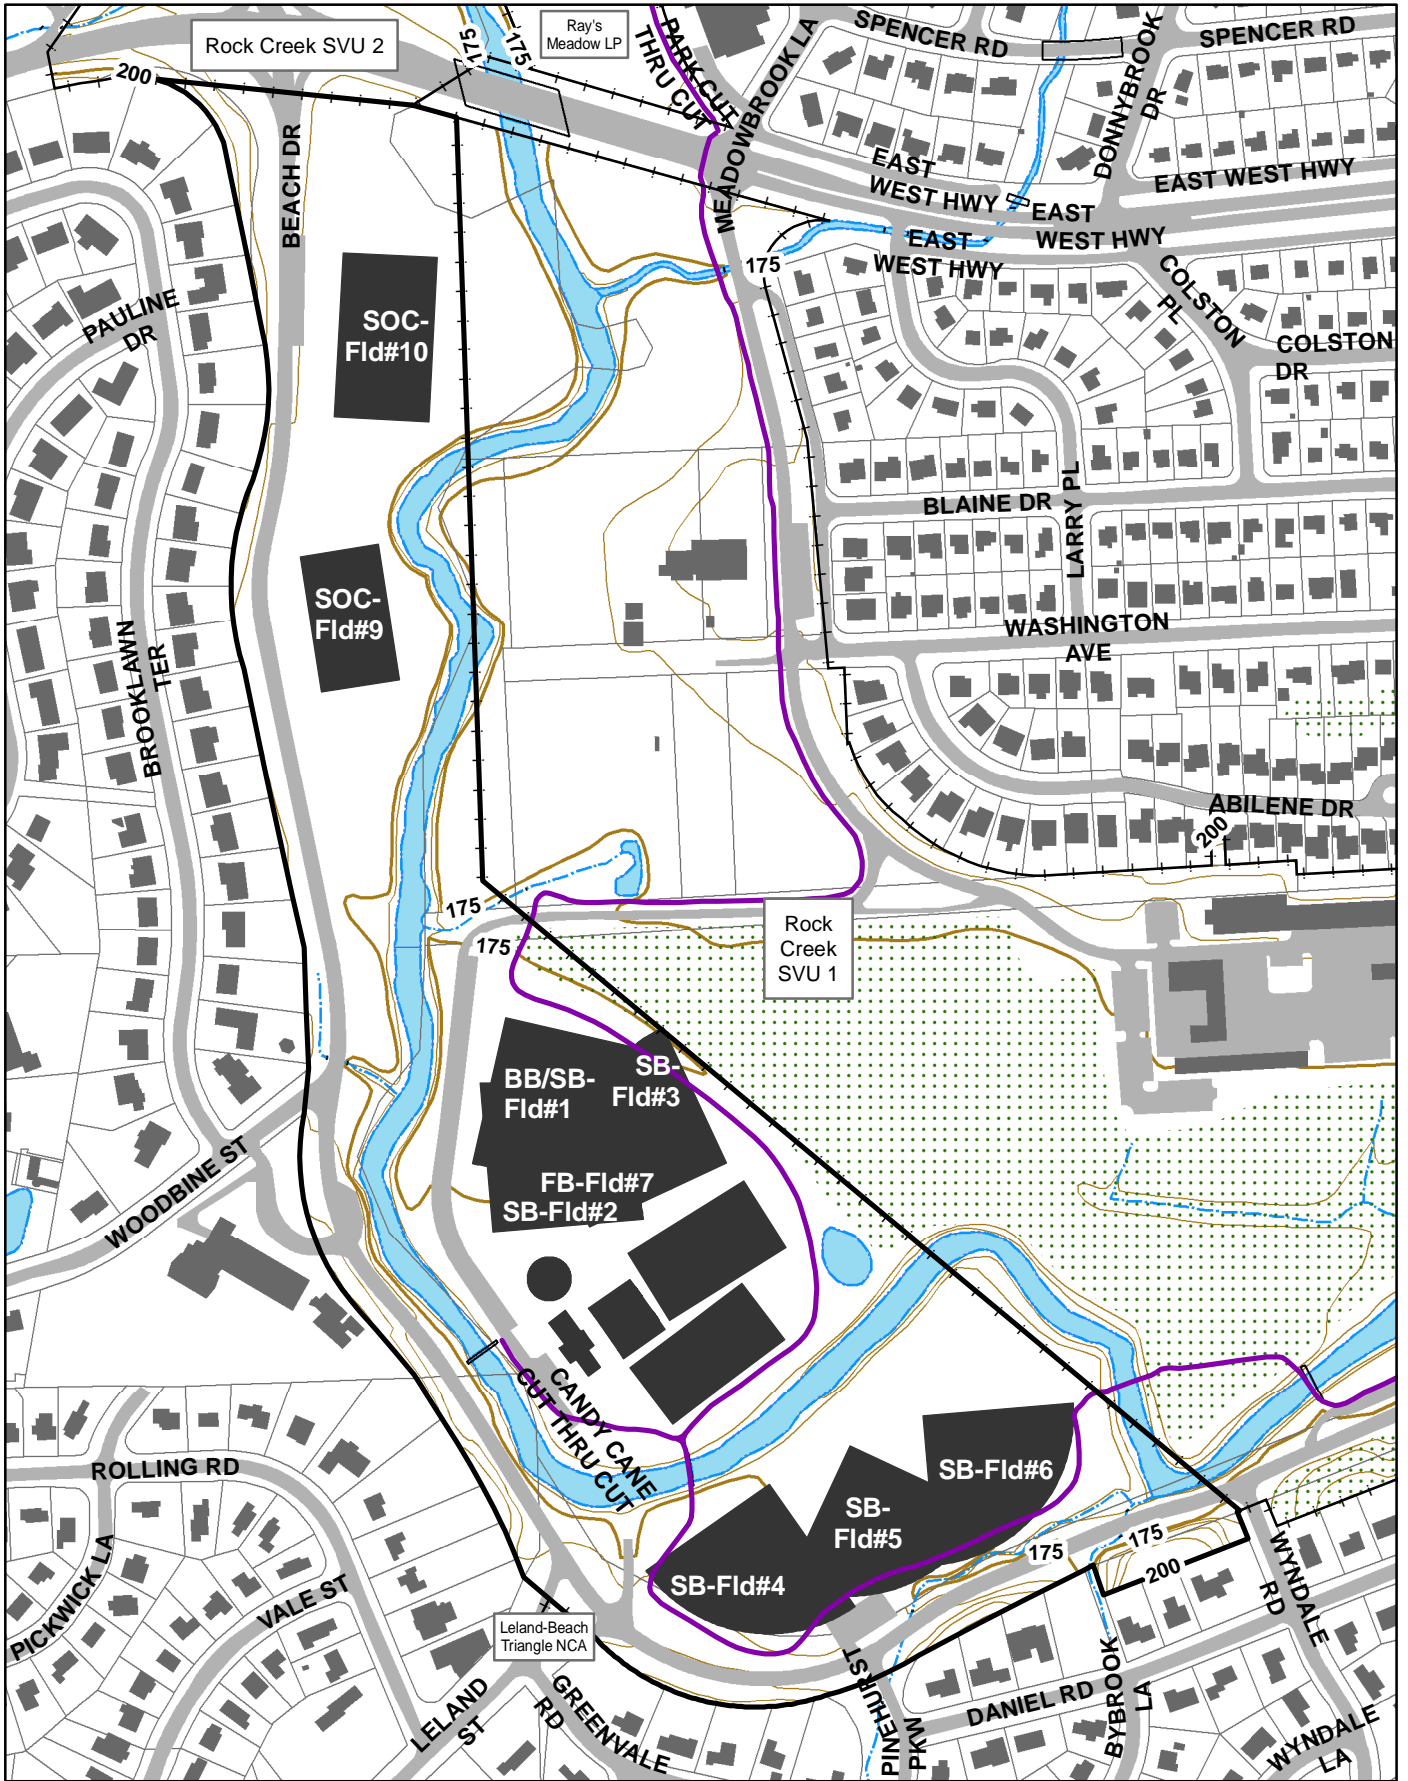 Rock Creek SVU 2
Ray's
Meadow LP
PARK CUT
THRU CUT
175
175
200
MEADOWBROOK LA
SPENCER RD
SPENCER RD
DONNYBROOK
DR
BEACH DR
EAST
WEST HWY
EAST
WEST HWY
EAST WEST HWY
EAST
WEST HWY
175
COLSTON
PL
COLSTON
DR
PAULINE
DR
SOC-
Fld#10
BLAINE DR
LARRY PL
SOC-
Fld#9
WASHINGTON
AVE
BROOKLAWN
TER
ABILENE DR
200
175
175
Rock
Creek
SVU 1
BB/SB-
Fld#1
SB-
Fld#3
FB-Fld#7
SB-Fld#2
WOODBINE ST
CANDY CANE
CUT THRU CUT
ROLLING RD
SB-Fld#6
SB-
Fld#5
SB-Fld#4
175
175
200
PICKWICK LA
VALE ST
Leland-Beach
Triangle NCA
WYNDALE
RD
LELAND
ST
GREENVALE
RD
PINEHURST
PKW
DANIEL RD
BYBROOK
LA
WYNDALE
LA